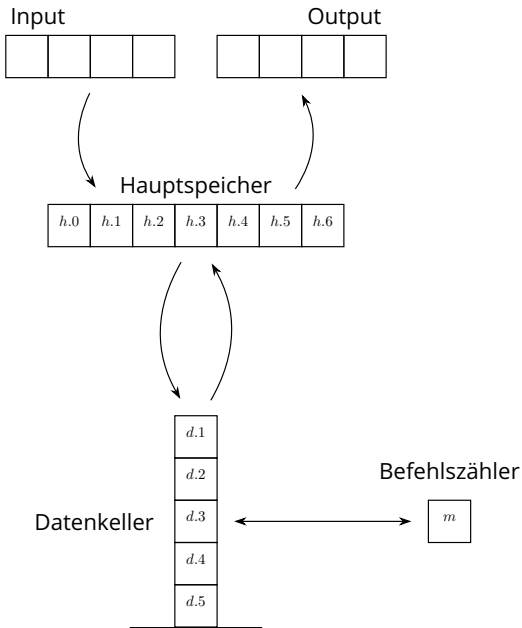 Input
Output
Hauptspeicher
h.0 h.1 h.2 h.3 h.4 h.5 h.6
d.1
d.2
Befehlszähler
Datenkeller d.3 m
d.4
d.5